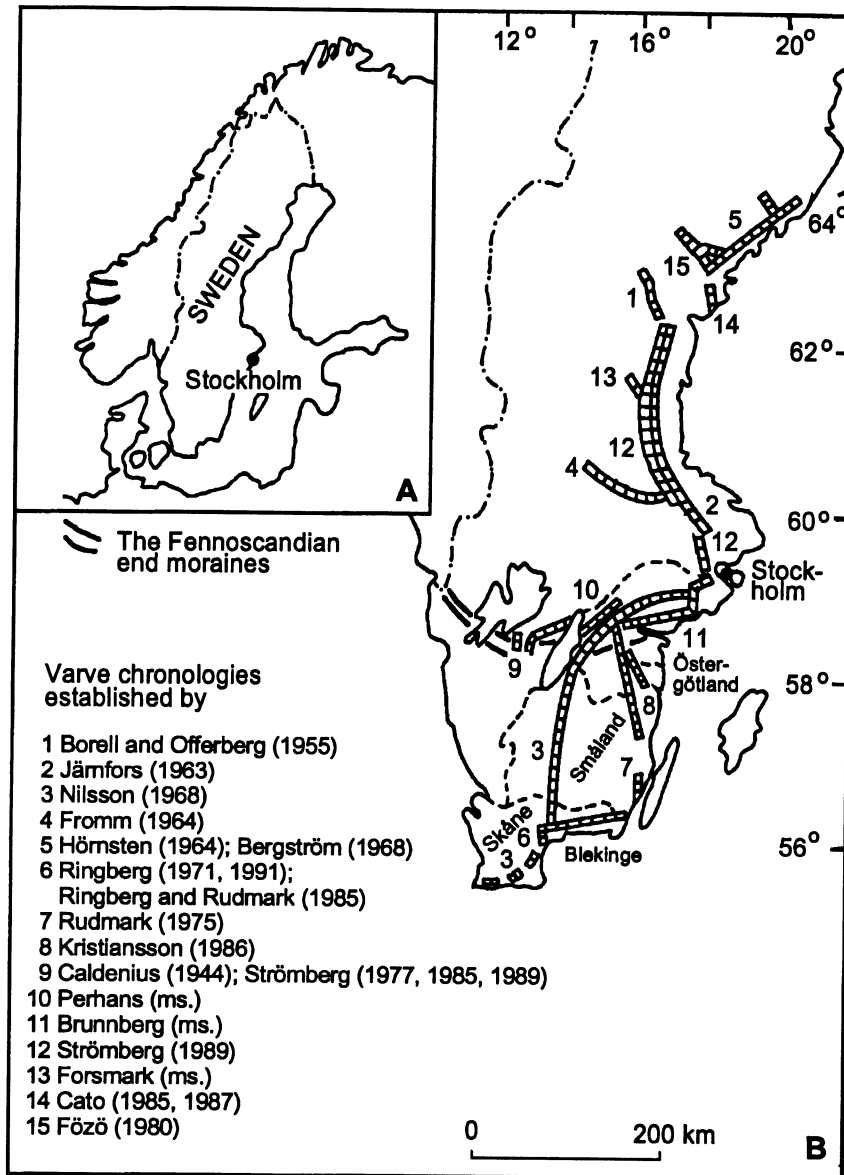 12° 16° 20°
SWEDEN
Stockholm
A
The Fennoscandian
end moraines
Varve chronologies
established by
1 Borell and Offerberg (1955)
2 Järnfors (1963)
3 Nilsson (1968)
4 Fromm (1964)
5 Hörnsten (1964); Bergström (1968)
6 Ringberg (1971, 1991);
Ringberg and Rudmark (1985)
7 Rudmark (1975)
8 Kristiansson (1986)
9 Caldenius (1944); Strömberg (1977, 1985, 1989)
10 Perhans (ms.)
11 Brunnberg (ms.)
12 Strömberg (1989)
13 Forsmark (ms.)
14 Cato (1985, 1987)
15 Fözö (1980)
5
64°
15
1
14
62°
13
12
4
2
60°
12
Stock-
holm
10
11
9
Öster-
götland
58°
8
3
Småland
7
Skåne
6
56°
3
Blekinge
0 200 km
B